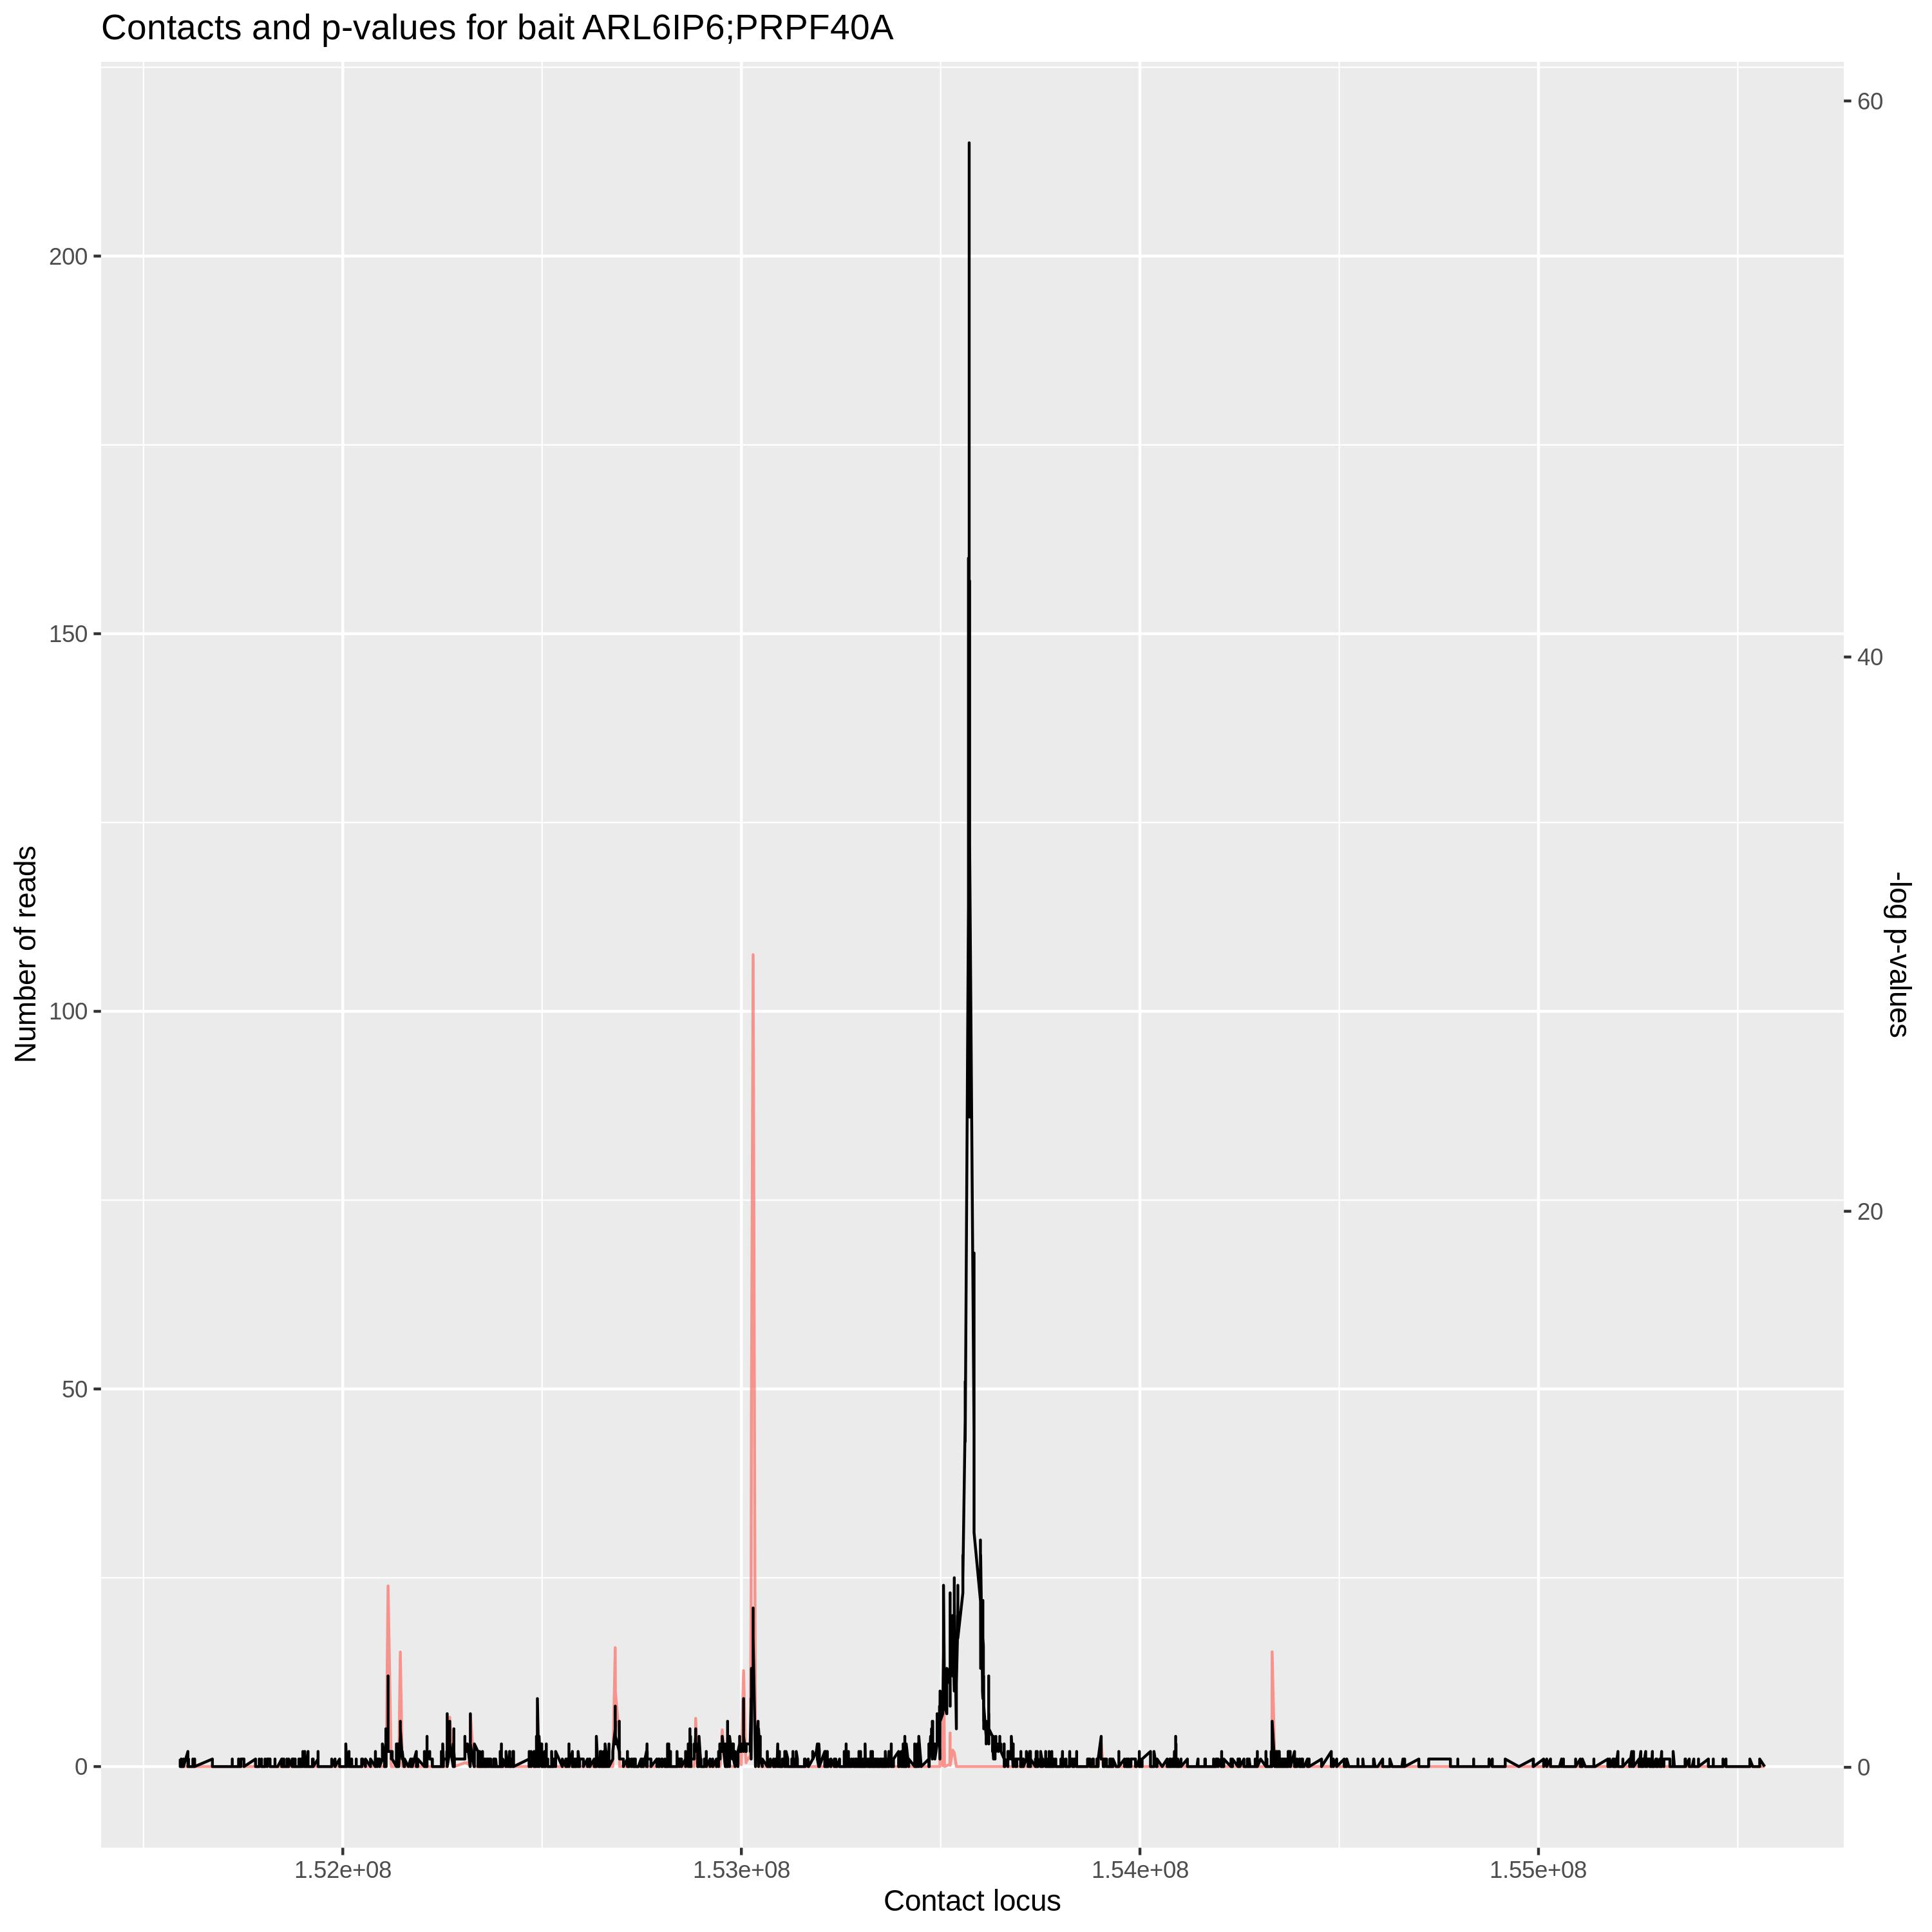 Contacts and p-values for bait ARL6IP6;PRPF40A
60
200
150
40
Number of reads
-log p-values
100
20
50
0
0
1.52e+08
1.53e+08
1.54e+08
1.55e+08
Contact locus